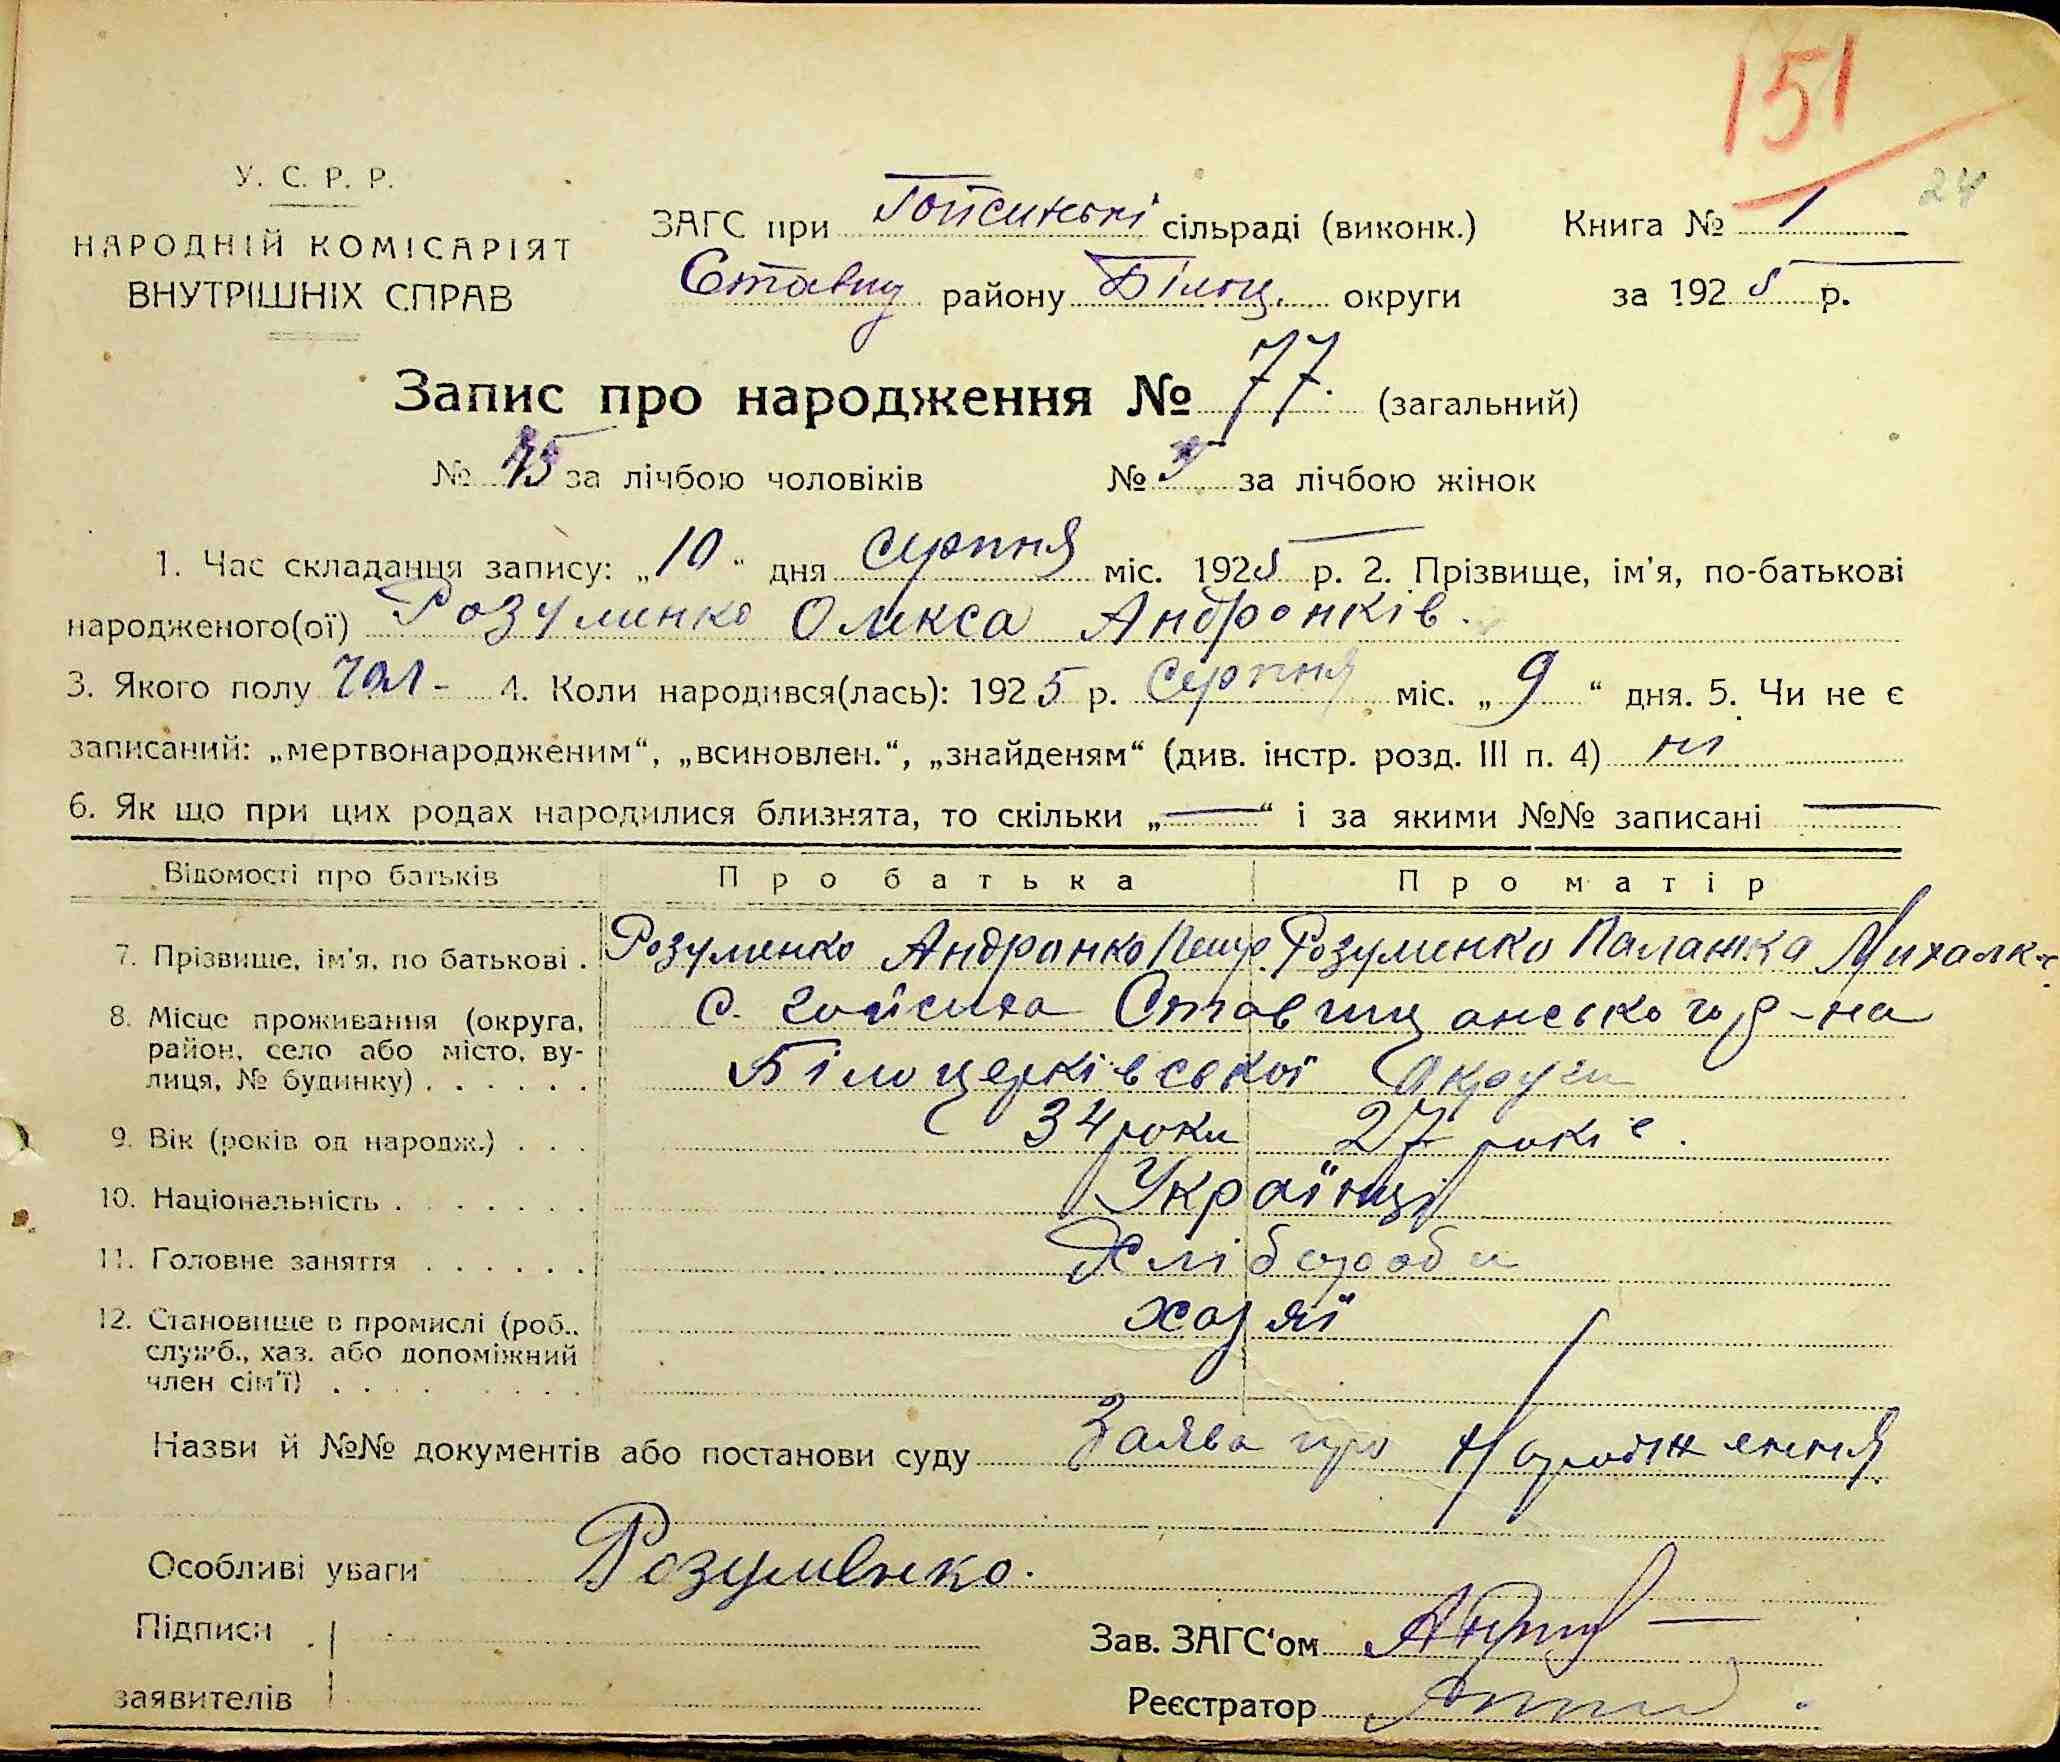 151
24
У. С. Р. Р.
НАРОДНІЙ КОМІСАРІЯТ
ВНУТРІШНІХ СПРАВ
ЗАГС при Гойсинські сільраді (виконк.)
Ставищ району Білоц. округи
Книга № 1
за 1925 р.
Запис про народження № 77. (загальний)
№ 45 за лічбою чоловіків № за лічбою жінок
1. Час складання запису: „10“ дня серпня міс. 1925 р. 2. Прізвище, ім'я, по-батькові
народженого(ої) Розуменко Олекса Андронків.
3. Якого полу чол- 4. Коли народився(лась): 1925 р. Серпня міс. „9“ дня. 5. Чи не є
записаний: „мертвонародженим“, „всиновлен.“, „знайденям“ (див. інстр. розд. III п. 4) ні
6. Як що при цих родах народилися близнята, то скільки „—“ і за якими №№ записані —
Відомості про батьків Про батька Про матір
7. Прізвище, ім'я, по батькові . Розуменко Андронко Петр. Розуменко Палажка Михалк
8. Місце проживання (округа, район, село або місто, вулиця, № будинку) . . . . . . с. Гойсиха Ставищанського р-на
Білоцерківської Округи
9. Вік (років од народж.) . . . 34 роки 27 років.
10. Національність . . . . . . . Українці
11. Головне заняття . . . . . . Хлібороби
12. Становище в промислі (роб., служб., хаз. або допоміжний член сім'ї) . . . . хозяї
Назви й №№ документів або постанови суду Заява про Народження
Особливі уваги Розуменко.
Підписи
заявителів
Зав. ЗАГС'ом
Реєстратор